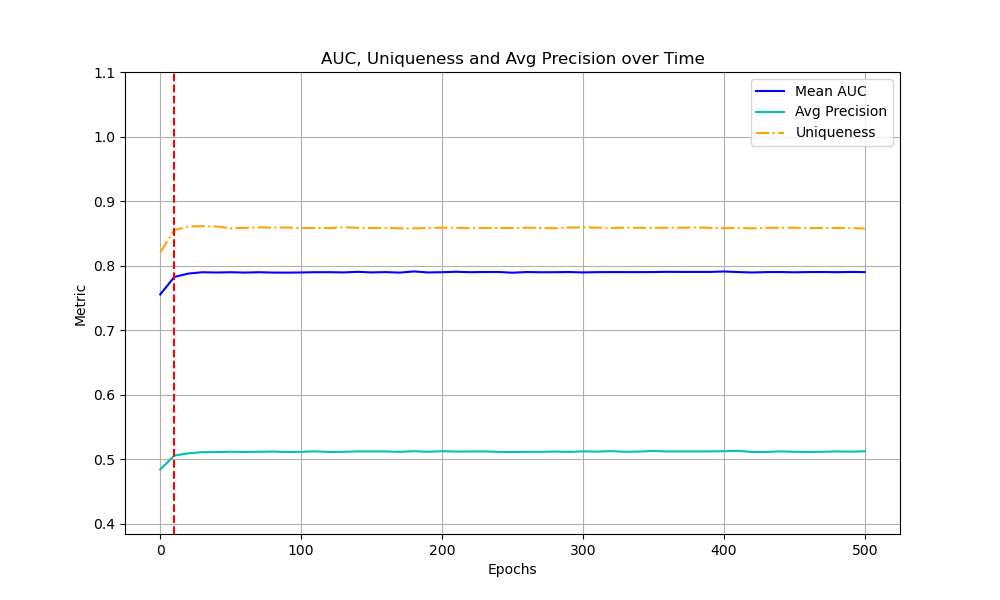 AUC, Uniqueness and Avg Precision over Time
1.1
1.0
0.9
0.8
0.7
0.6
0.5
0.4
Metric
Mean AUC
Avg Precision
Uniqueness
0 100 200 300 400 500
Epochs